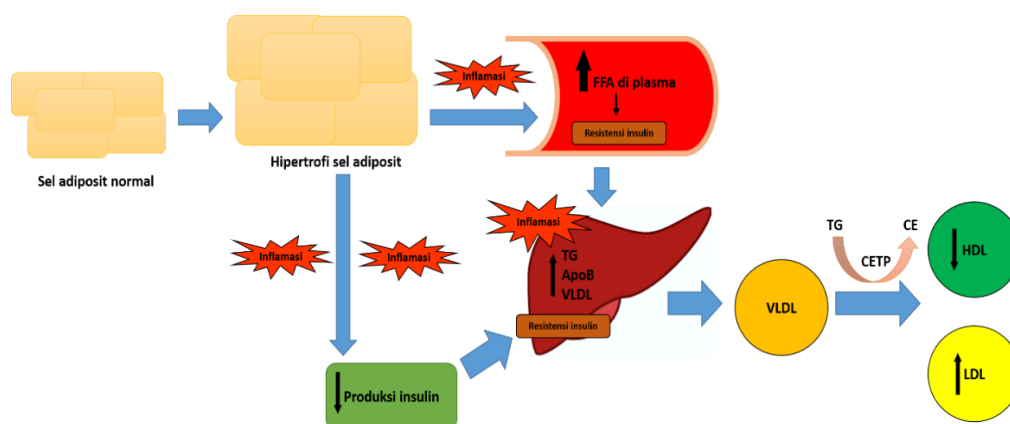 Sel adiposit normal
Hipertrofi sel adiposit
Inflamasi
FFA di plasma
Resistensi insulin
Inflamasi
Inflamasi
Produksi insulin
Inflamasi
TG
ApoB
VLDL
Resistensi insulin
VLDL
TG
CE
CETP
HDL
LDL